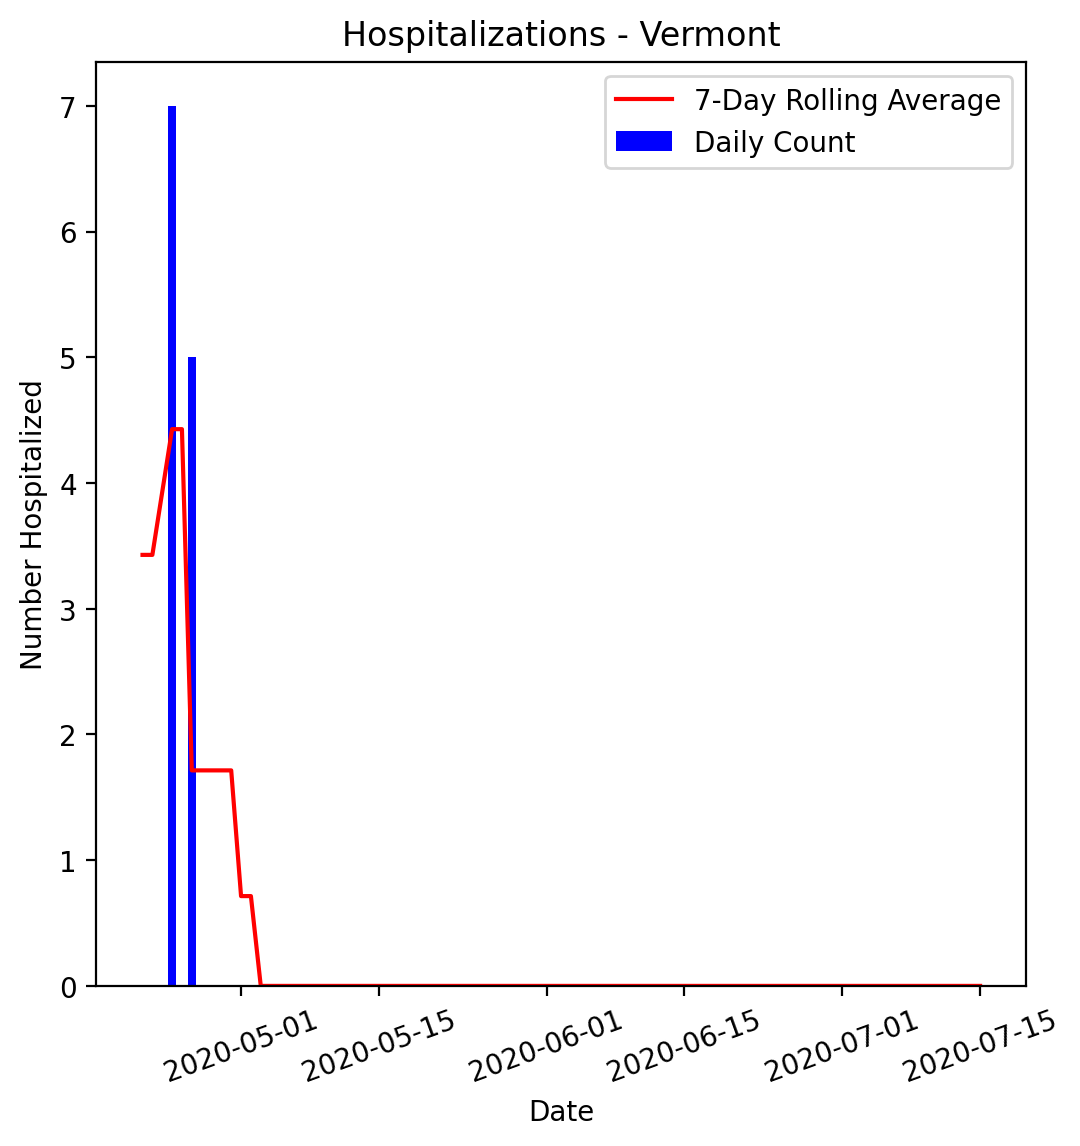 Hospitalizations - Vermont
7-Day Rolling Average
Daily Count
7
6
5
4
3
2
1
0
Number Hospitalized
2020-05-01
2020-05-15
2020-06-01
2020-06-15
2020-07-01
2020-07-15
Date